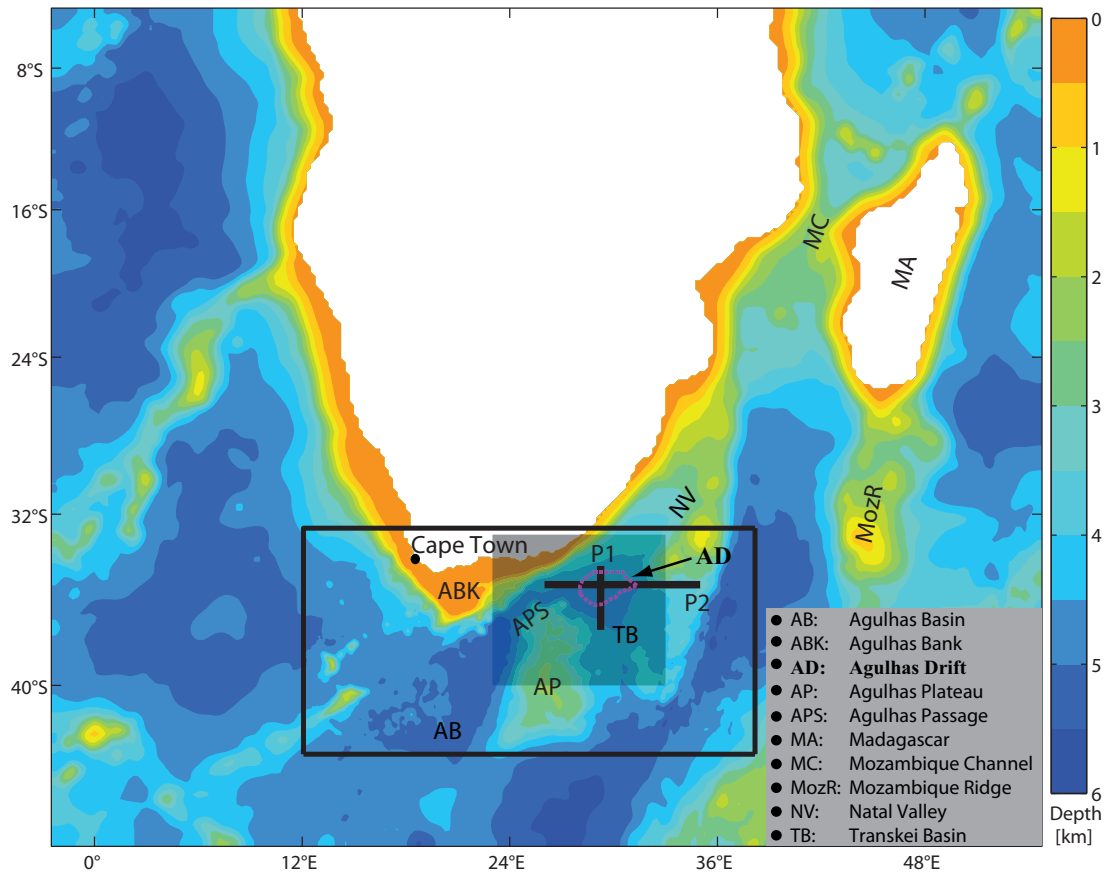 8°S
16°S
24°S
32°S
40°S
0°
12°E
24°E
36°E
48°E
MC
MA
NV
MozR
Cape Town
ABK
P1
AD
P2
APS
TB
AP
AB
0
1
2
3
4
5
6
Depth
[km]
● AB: Agulhas Basin
● ABK: Agulhas Bank
● AD: Agulhas Drift
● AP: Agulhas Plateau
● APS: Agulhas Passage
● MA: Madagascar
● MC: Mozambique Channel
● MozR: Mozambique Ridge
● NV: Natal Valley
● TB: Transkei Basin